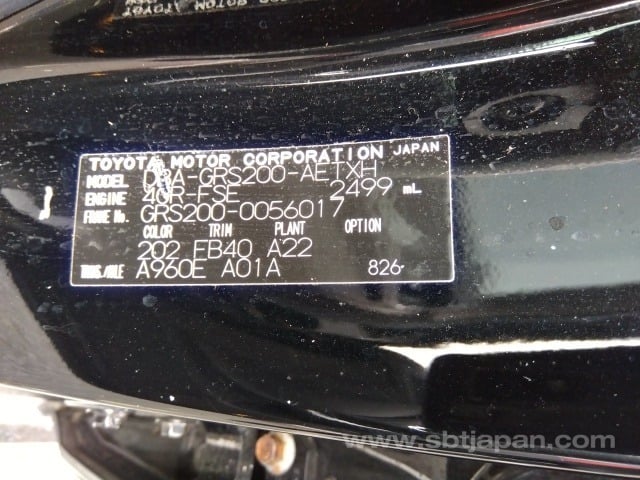 TOYOTA MOTOR CORPORATION JAPAN
MODEL DBA-GRS200-AETXH
ENGINE 4GR-FSE 2499 mL
FRAME No. GRS200-0056017
COLOR TRIM PLANT OPTION
202 FB40 A22
TRANS./AXLE A960E A01A 826-
www.sbtjapan.com